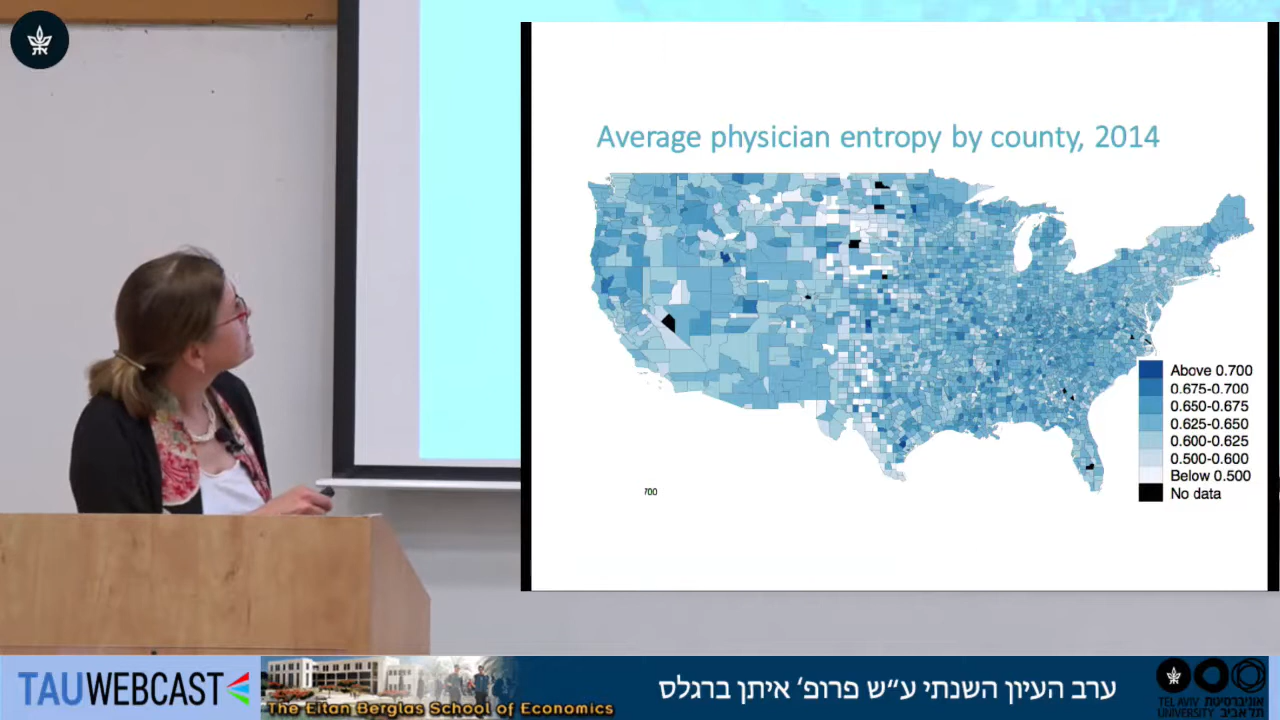 Average physician entropy by county, 2014
Above 0.700
0.675-0.700
0.650-0.675
0.625-0.650
0.600-0.625
0.500-0.600
Below 0.500
No data
700
TAUWEBCAST
The Eitan Berglas School of Economics
ערב העיון השנתי ע״ש פרופ׳ איתן ברגלס
TEL AVIV אוניברסיטת
UNIVERSITY תל אביב